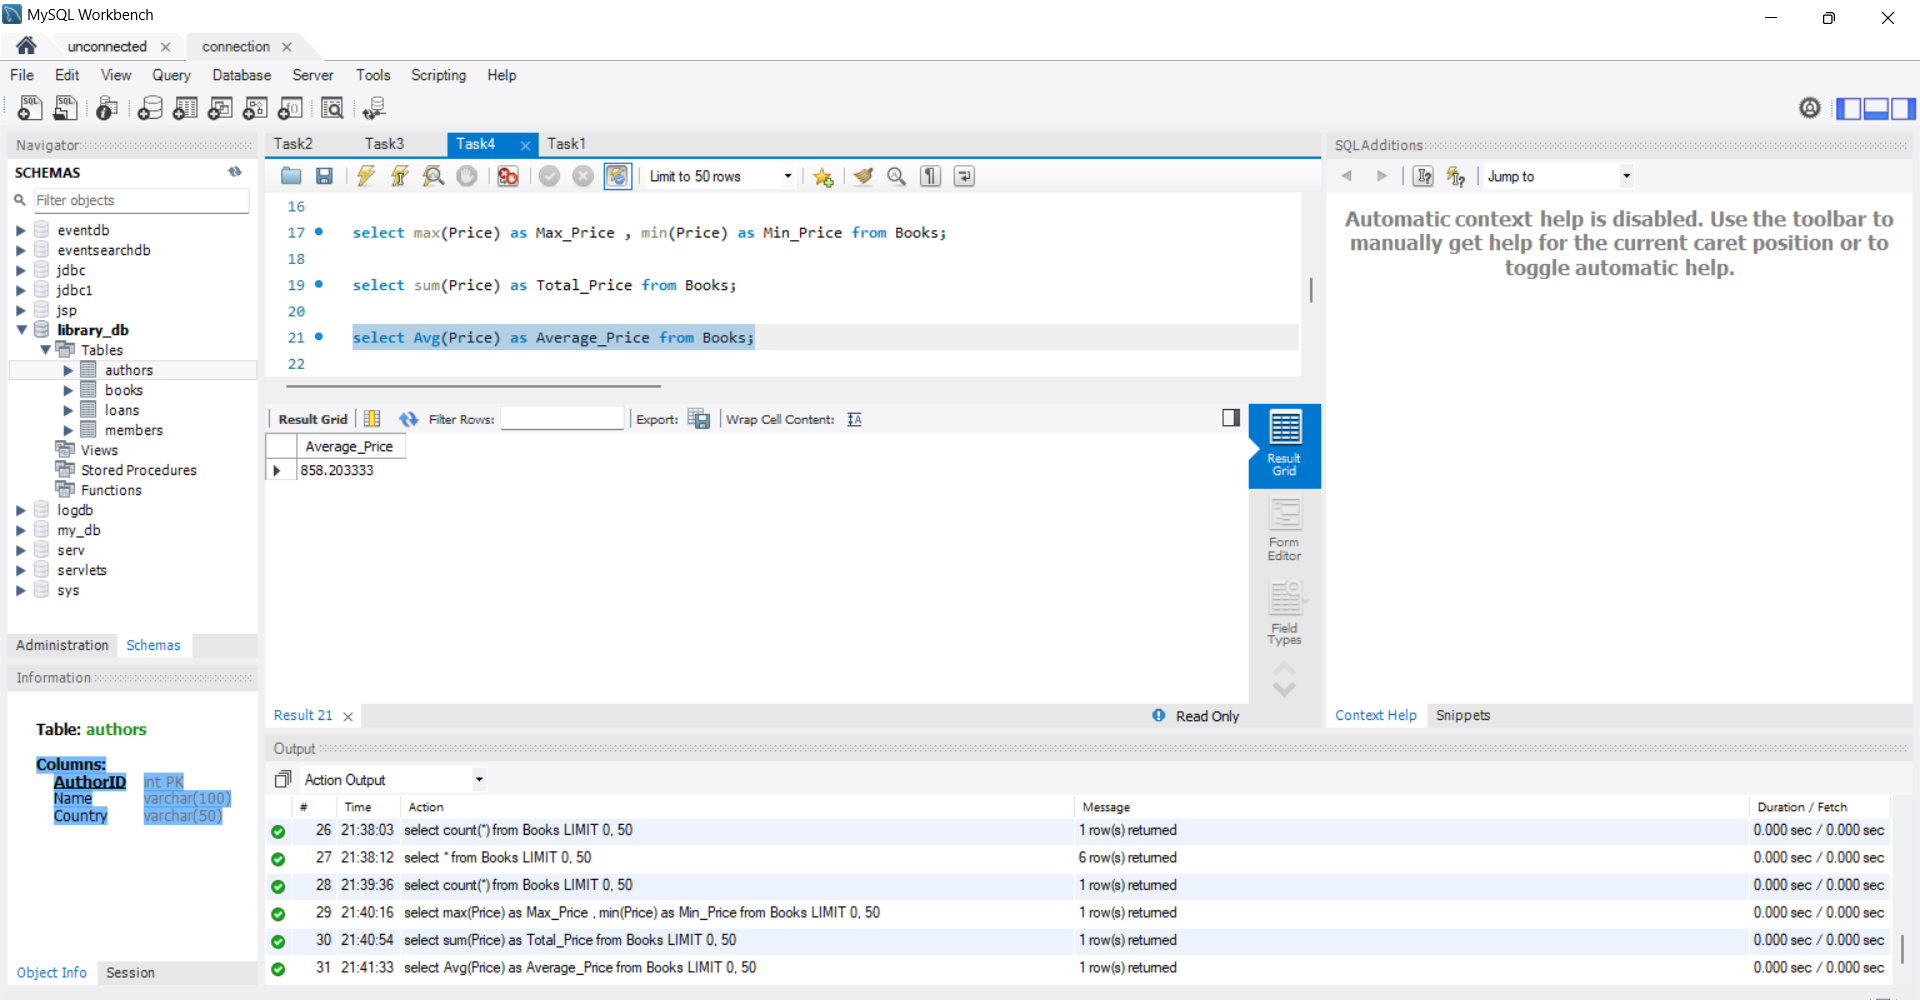 MySQL Workbench
unconnected
connection
File Edit View Query Database Server Tools Scripting Help
Navigator
SCHEMAS
Filter objects
eventdb
eventsearchdb
jdbc
jdbc1
jsp
library_db
Tables
authors
books
loans
members
Views
Stored Procedures
Functions
logdb
my_db
serv
servlets
sys
Administration Schemas
Information
Table: authors
Columns:
AuthorID int PK
Name varchar(100)
Country varchar(50)
Object Info Session
Task2 Task3 Task4 Task1
Limit to 50 rows
16
17 select max(Price) as Max_Price , min(Price) as Min_Price from Books;
18
19 select sum(Price) as Total_Price from Books;
20
21 select Avg(Price) as Average_Price from Books;
22
Result Grid Filter Rows: Export: Wrap Cell Content:
Average_Price
858.203333
Result Grid
Form Editor
Field Types
Result 21
Read Only
SQLAdditions
Jump to
Automatic context help is disabled. Use the toolbar to
manually get help for the current caret position or to
toggle automatic help.
Context Help Snippets
Output
Action Output
# Time Action Message Duration / Fetch
26 21:38:03 select count(*) from Books LIMIT 0, 50 1 row(s) returned 0.000 sec / 0.000 sec
27 21:38:12 select * from Books LIMIT 0, 50 6 row(s) returned 0.000 sec / 0.000 sec
28 21:39:36 select count(*) from Books LIMIT 0, 50 1 row(s) returned 0.000 sec / 0.000 sec
29 21:40:16 select max(Price) as Max_Price , min(Price) as Min_Price from Books LIMIT 0, 50 1 row(s) returned 0.000 sec / 0.000 sec
30 21:40:54 select sum(Price) as Total_Price from Books LIMIT 0, 50 1 row(s) returned 0.000 sec / 0.000 sec
31 21:41:33 select Avg(Price) as Average_Price from Books LIMIT 0, 50 1 row(s) returned 0.000 sec / 0.000 sec